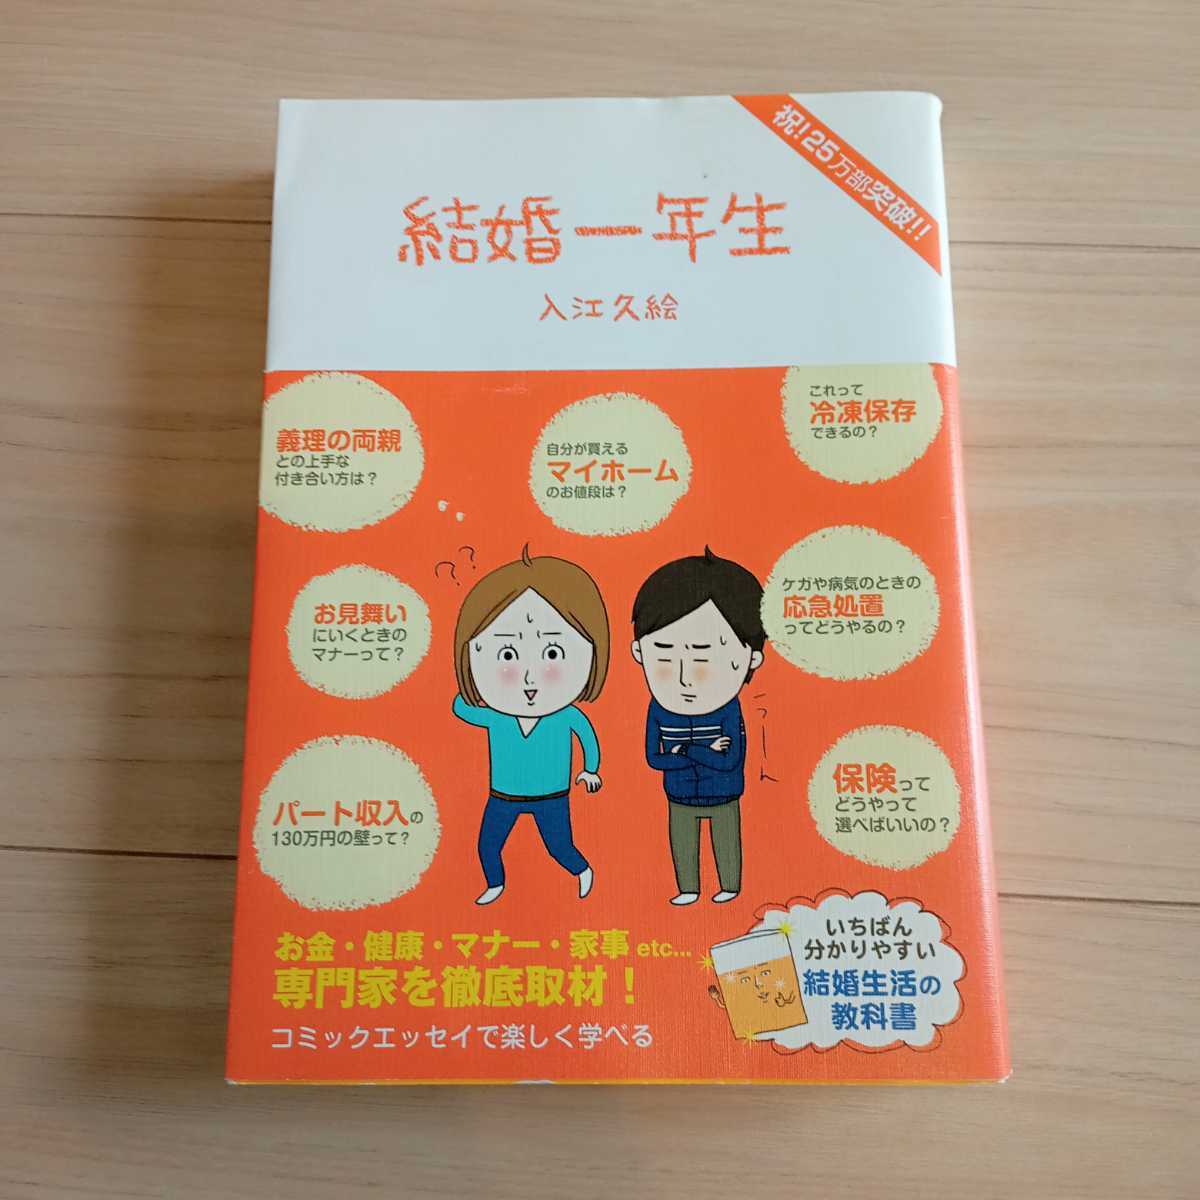 祝!25万部突破!!
結婚一年生
入江久絵
義理の両親
との上手な
付き合い方は?
自分が買える
マイホーム
のお値段は?
これって
冷凍保存
できるの?
お見舞い
にいくときの
マナーって?
ケガや病気のときの
応急処置
ってどうやるの?
??
うーーん
パート収入の
130万円の壁って?
保険って
どうやって
選べばいいの?
お金・健康・マナー・家事 etc...
専門家を徹底取材!
コミックエッセイで楽しく学べる
いちばん
分かりやすい
結婚生活の
教科書